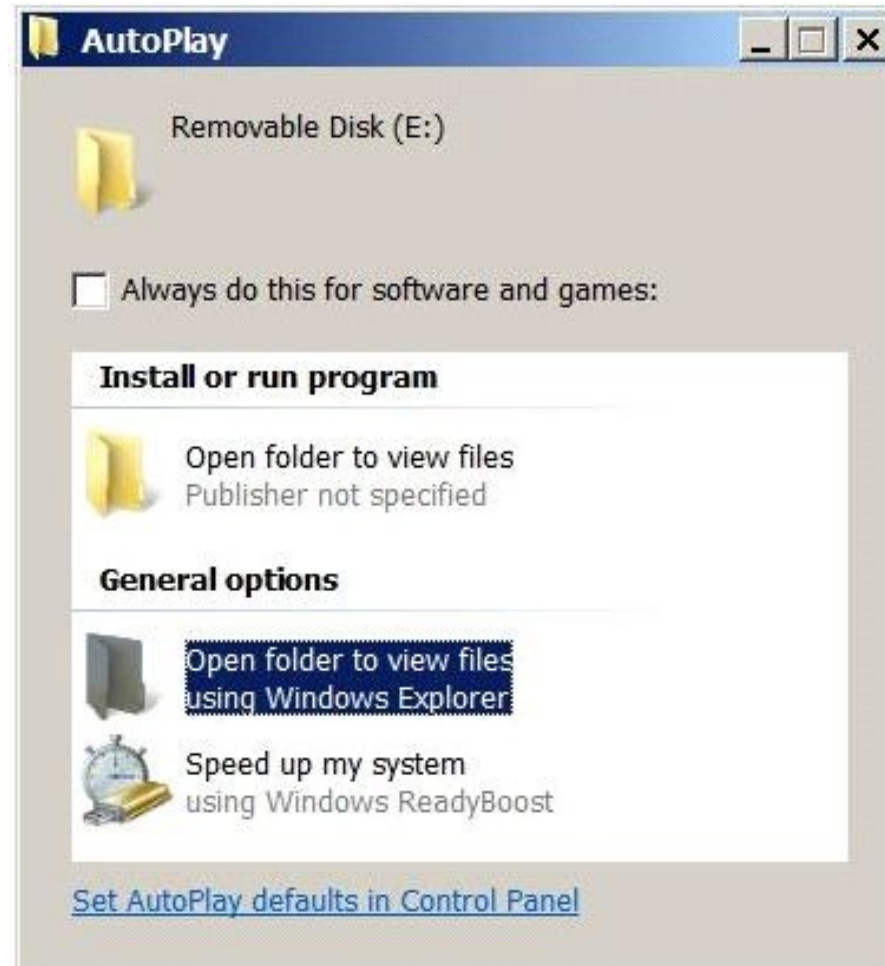 AutoPlay
Removable Disk (E:)
Always do this for software and games:
Install or run program
Open folder to view files
Publisher not specified
General options
Open folder to view files
using Windows Explorer
Speed up my system
using Windows ReadyBoost
Set AutoPlay defaults in Control Panel